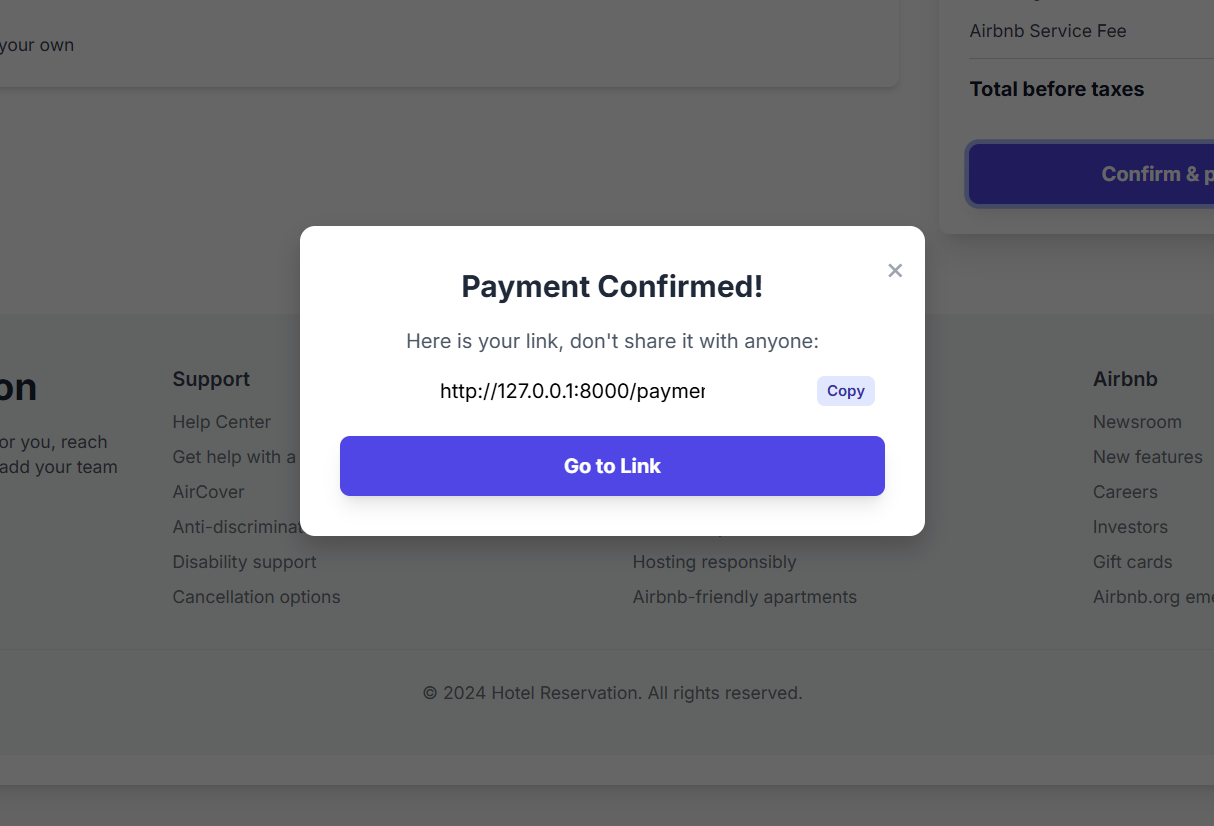 your own
Airbnb Service Fee
Total before taxes
Confirm & p
Payment Confirmed!
Here is your link, don't share it with anyone:
http://127.0.0.1:8000/paymen
Copy
Go to Link
on
or you, reach
add your team
Support
Help Center
Get help with a
AirCover
Anti-discriminat
Disability support
Cancellation options
Hosting responsibly
Airbnb-friendly apartments
Airbnb
Newsroom
New features
Careers
Investors
Gift cards
Airbnb.org eme
© 2024 Hotel Reservation. All rights reserved.